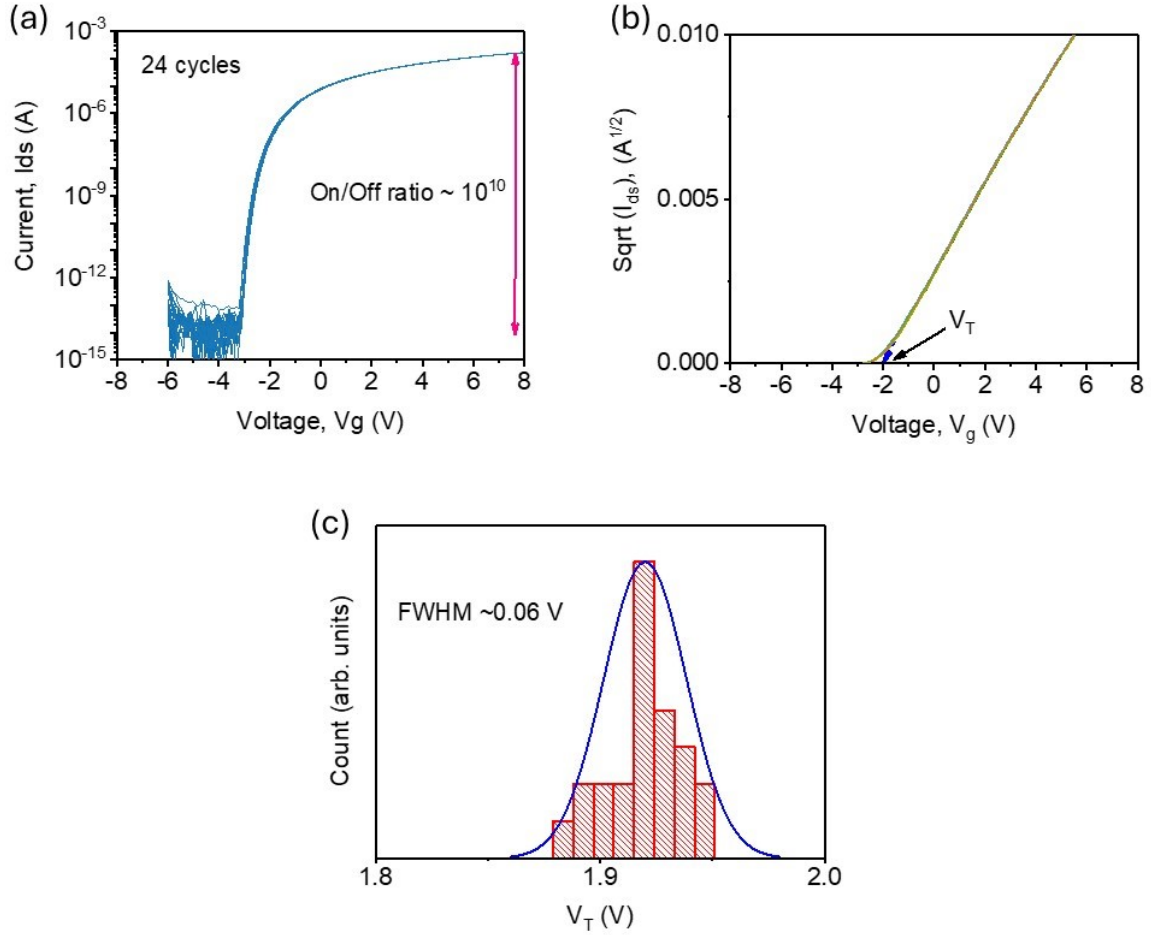 (a)
10⁻³
10⁻⁶
10⁻⁹
10⁻¹²
10⁻¹⁵
Current, Ids (A)
24 cycles
On/Off ratio ~ 10¹⁰
-8 -6 -4 -2 0 2 4 6 8
Voltage, Vg (V)
(b)
0.010
0.005
0.000
Sqrt (I_ds), (A^1/2)
V_T
-8 -6 -4 -2 0 2 4 6 8
Voltage, V_g (V)
(c)
FWHM ~0.06 V
Count (arb. units)
1.8 1.9 2.0
V_T (V)